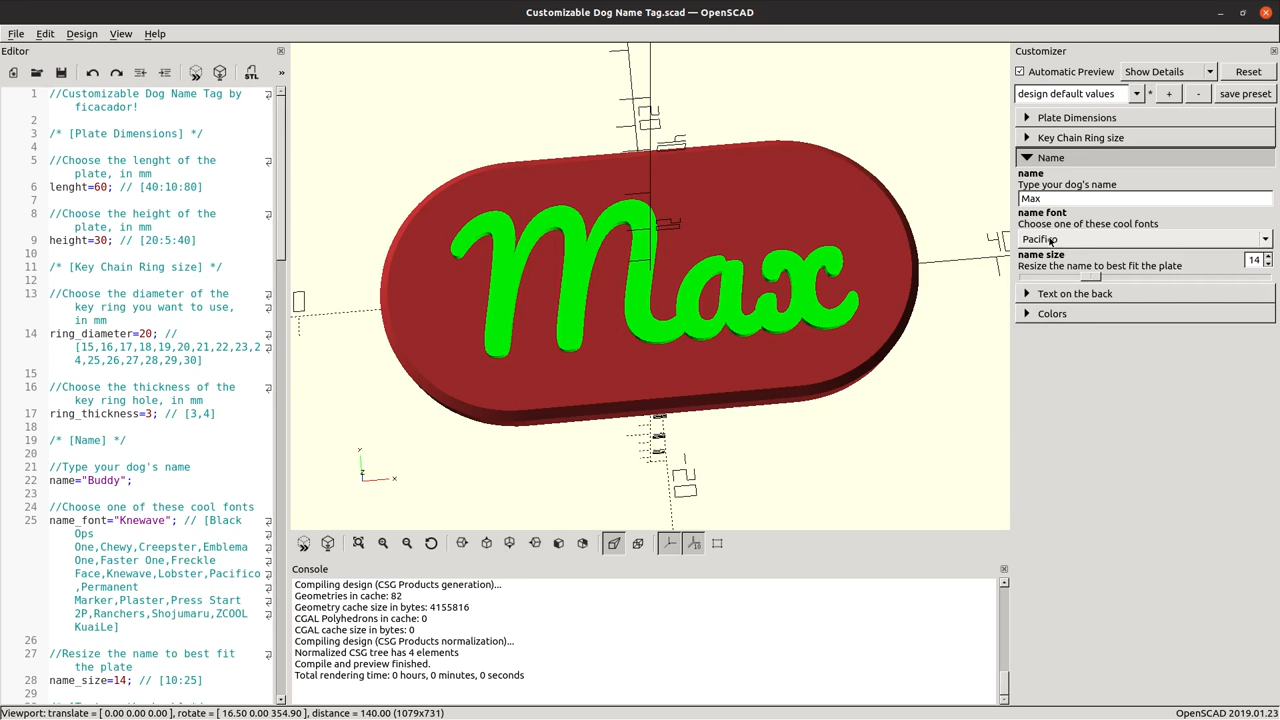 Customizable Dog Name Tag.scad — OpenSCAD
File Edit Design View Help
Editor
STL
»
1 //Customizable Dog Name Tag by
ficacador!
2
3 /* [Plate Dimensions] */
4
5 //Choose the lenght of the
plate, in mm
6 lenght=60; // [40:10:80]
7
8 //Choose the height of the
plate, in mm
9 height=30; // [20:5:40]
10
11 /* [Key Chain Ring size] */
12
13 //Choose the diameter of the
key ring you want to use,
in mm
14 ring_diameter=20; //
[15,16,17,18,19,20,21,22,23,2
4,25,26,27,28,29,30]
15
16 //Choose the thickness of the
key ring hole, in mm
17 ring_thickness=3; // [3,4]
18
19 /* [Name] */
20
21 //Type your dog's name
22 name="Buddy";
23
24 //Choose one of these cool fonts
25 name_font="Knewave"; // [Black
Ops
One,Chewy,Creepster,Emblema
One,Faster One,Freckle
Face,Knewave,Lobster,Pacifico
,Permanent
Marker,Plaster,Press Start
2P,Ranchers,Shojumaru,ZCOOL
KuaiLe]
26
27 //Resize the name to best fit
the plate
28 name_size=14; // [10:25]
29
Max
Y
Z
X
10
Console
Compiling design (CSG Products generation)...
Geometries in cache: 82
Geometry cache size in bytes: 4155816
CGAL Polyhedrons in cache: 0
CGAL cache size in bytes: 0
Compiling design (CSG Products normalization)...
Normalized CSG tree has 4 elements
Compile and preview finished.
Total rendering time: 0 hours, 0 minutes, 0 seconds
Customizer
Automatic Preview Show Details Reset
design default values * + - save preset
Plate Dimensions
Key Chain Ring size
Name
name
Type your dog's name
Max
name font
Choose one of these cool fonts
Pacifico
name size
Resize the name to best fit the plate
14
Text on the back
Colors
Viewport: translate = [ 0.00 0.00 0.00 ], rotate = [ 16.50 0.00 354.90 ], distance = 140.00 (1079x731)
OpenSCAD 2019.01.23